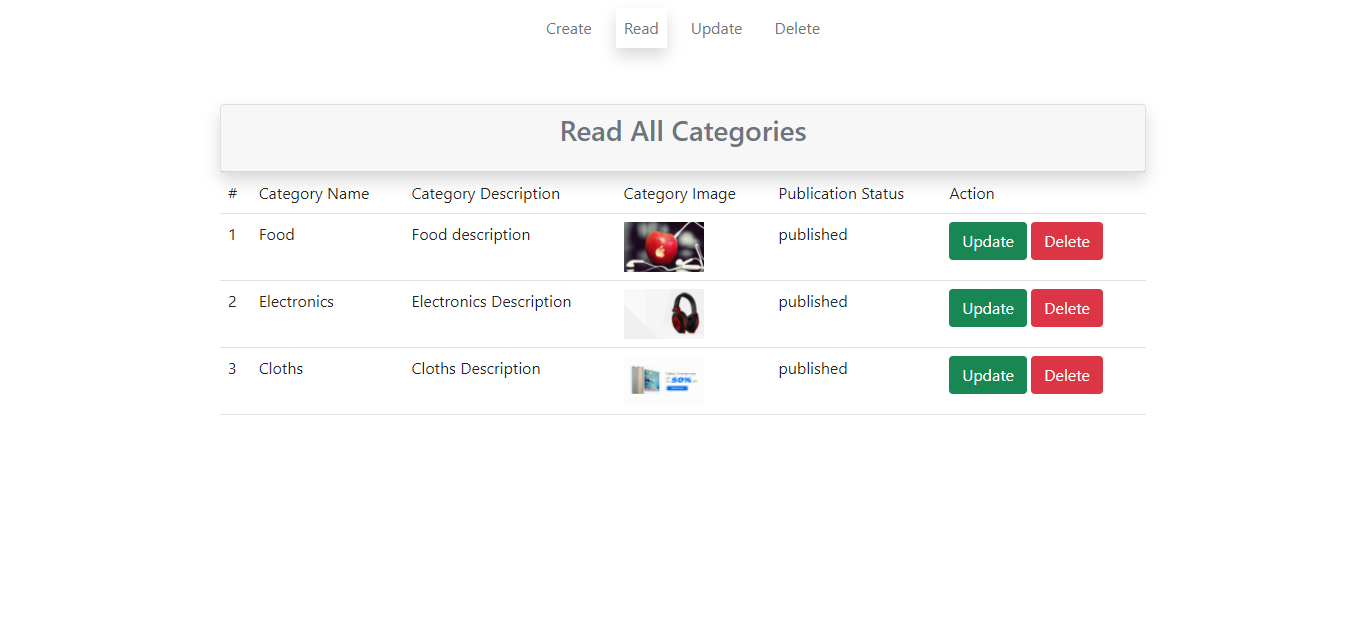 Create Read Update Delete
Read All Categories
# Category Name Category Description Category Image Publication Status Action
1 Food Food description published Update Delete
2 Electronics Electronics Description published Update Delete
3 Cloths Cloths Description 50% published Update Delete